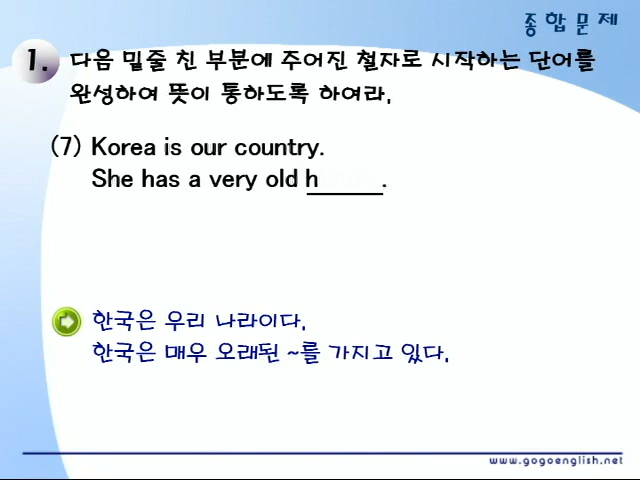 종합문제
1. 다음 밑줄 친 부분에 주어진 철자로 시작하는 단어를
완성하여 뜻이 통하도록 하여라.
(7) Korea is our country.
She has a very old h______.
한국은 우리 나라이다.
한국은 매우 오래된 ~를 가지고 있다.
www.gogoenglish.net